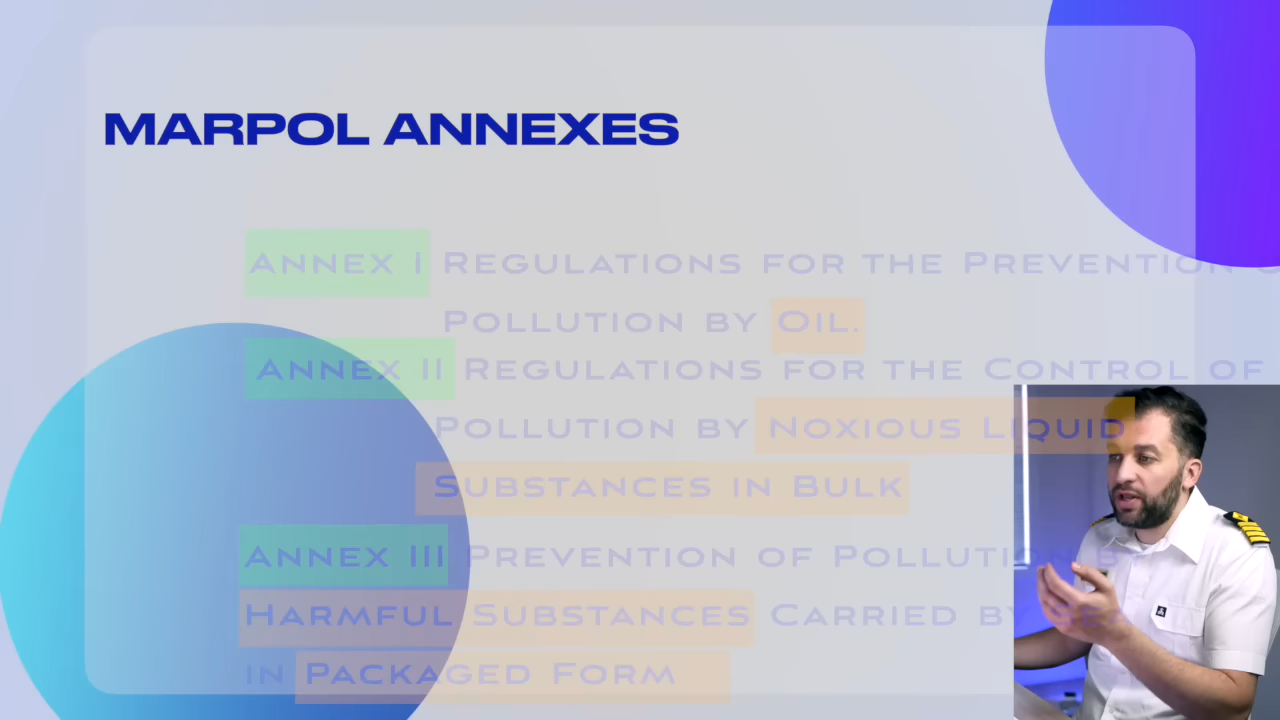 MARPOL ANNEXES
ANNEX I REGULATIONS FOR THE PREVENTION
POLLUTION BY OIL.
ANNEX II REGULATIONS FOR THE CONTROL OF
POLLUTION BY NOXIOUS LIQUID
SUBSTANCES IN BULK
ANNEX III PREVENTION OF POLLUTION
HARMFUL SUBSTANCES CARRIED BY
IN PACKAGED FORM